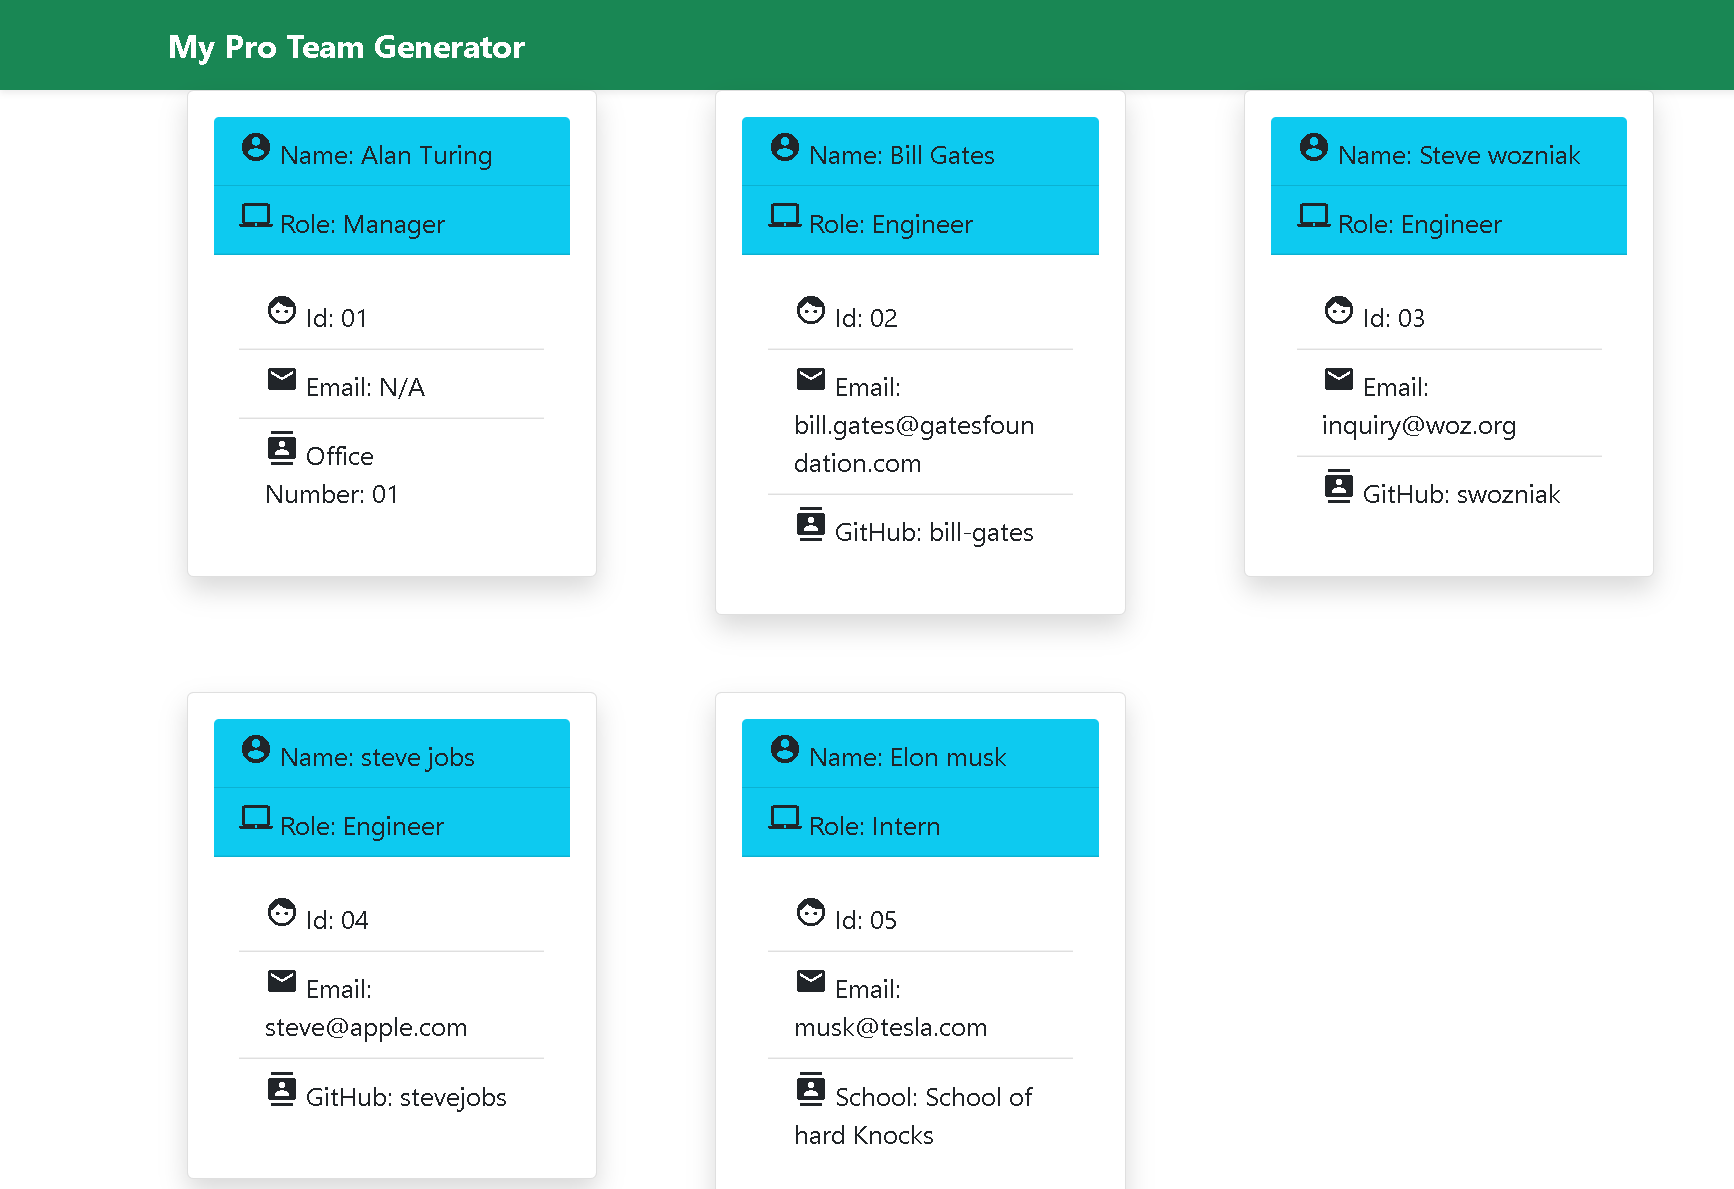 My Pro Team Generator
Name: Alan Turing
Role: Manager
Id: 01
Email: N/A
Office
Number: 01
Name: Bill Gates
Role: Engineer
Id: 02
Email:
bill.gates@gatesfoun
dation.com
GitHub: bill-gates
Name: Steve wozniak
Role: Engineer
Id: 03
Email:
inquiry@woz.org
GitHub: swozniak
Name: steve jobs
Role: Engineer
Id: 04
Email:
steve@apple.com
GitHub: stevejobs
Name: Elon musk
Role: Intern
Id: 05
Email:
musk@tesla.com
School: School of
hard Knocks